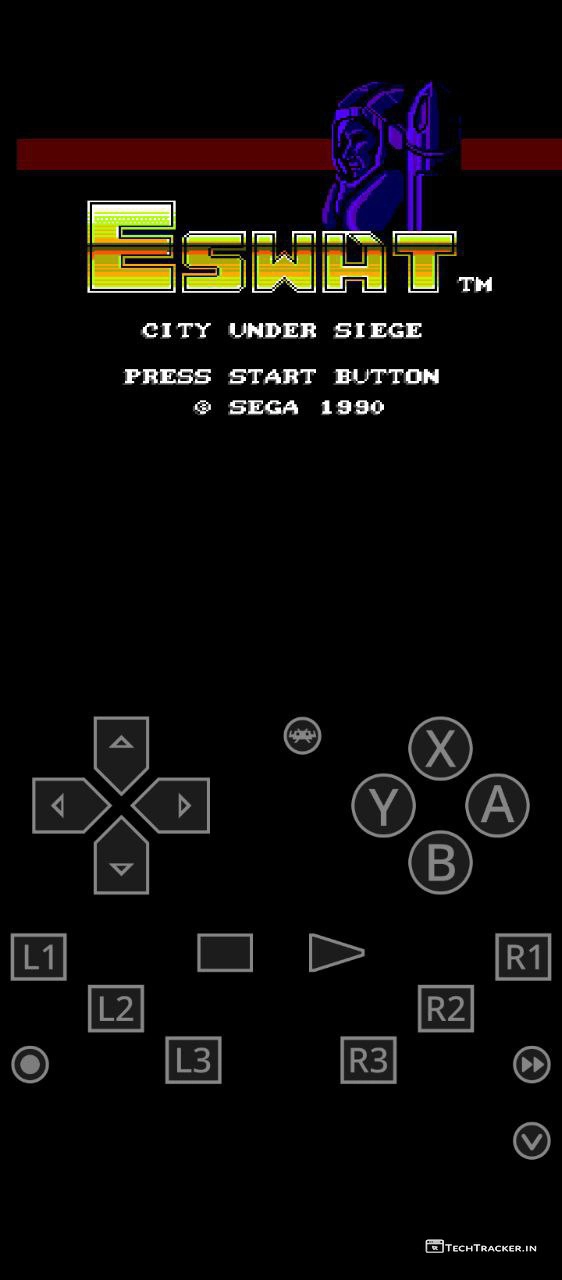 ESWAT TM
CITY UNDER SIEGE
PRESS START BUTTON
© SEGA 1990
X
Y A
B
L1 R1
L2 R2
L3 R3
TECHTRACKER.IN